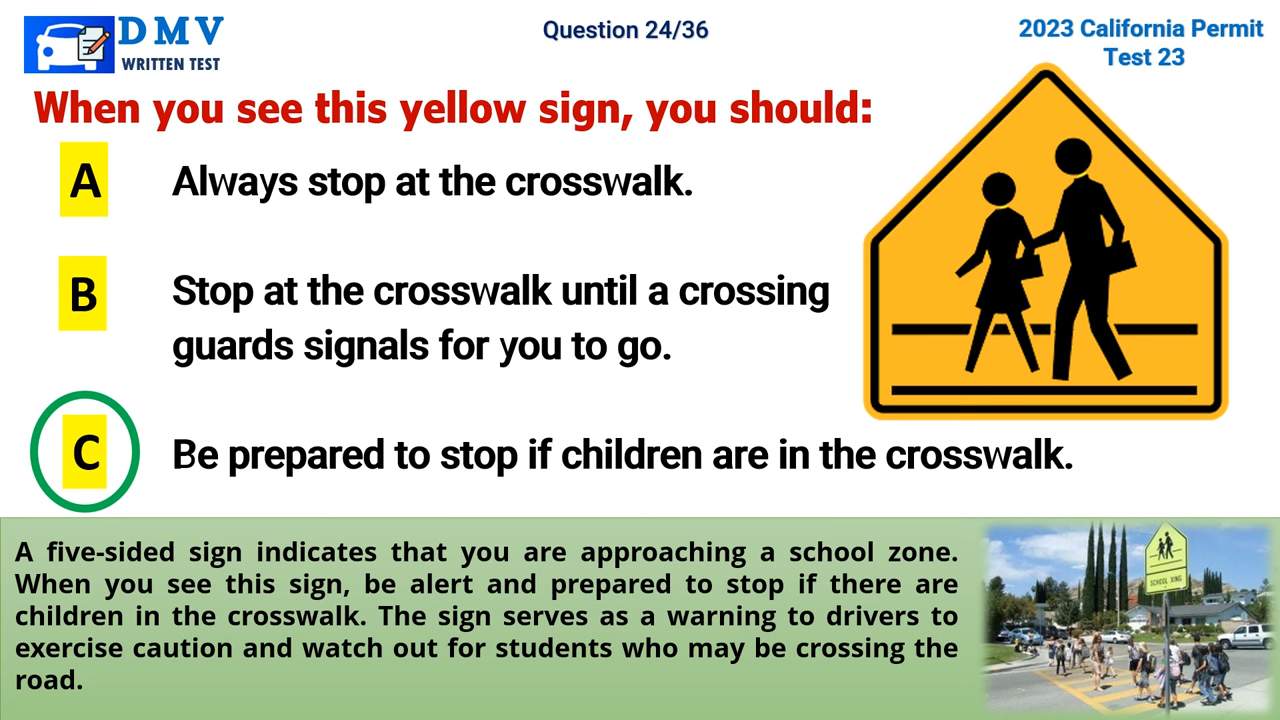 DMV
WRITTEN TEST
Question 24/36
2023 California Permit
Test 23
When you see this yellow sign, you should:
A
Always stop at the crosswalk.
B
Stop at the crosswalk until a crossing
guards signals for you to go.
C
Be prepared to stop if children are in the crosswalk.
A five-sided sign indicates that you are approaching a school zone.
When you see this sign, be alert and prepared to stop if there are
children in the crosswalk. The sign serves as a warning to drivers to
exercise caution and watch out for students who may be crossing the
road.
SCHOOL XING